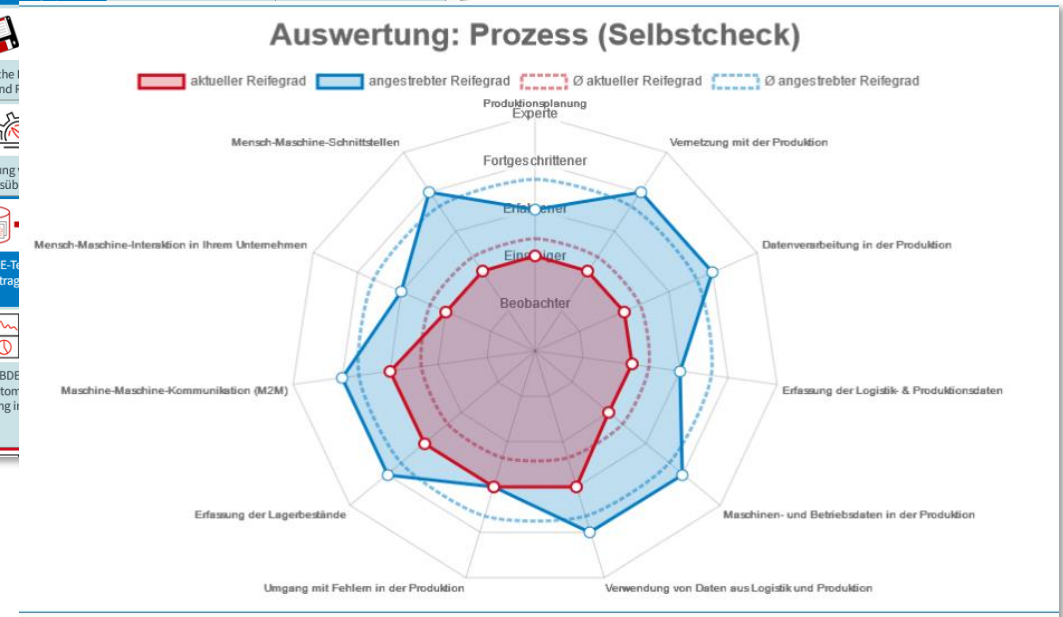 Auswertung: Prozess (Selbstcheck)
aktueller Reifegrad angestrebter Reifegrad Ø aktueller Reifegrad Ø angestrebter Reifegrad
Produktionsplanung
Experte
Mensch-Maschine-Schnittstellen
Vernetzung mit der Produktion
Fortgeschrittener
Erfahrener
Mensch-Maschine-Interaktion in Ihrem Unternehmen
Datenverarbeitung in der Produktion
Einsteiger
Beobachter
Maschine-Maschine-Kommunikation (M2M)
Erfassung der Logistik- & Produktionsdaten
Erfassung der Lagerbestände
Maschinen- und Betriebsdaten in der Produktion
Umgang mit Fehlern in der Produktion
Verwendung von Daten aus Logistik und Produktion